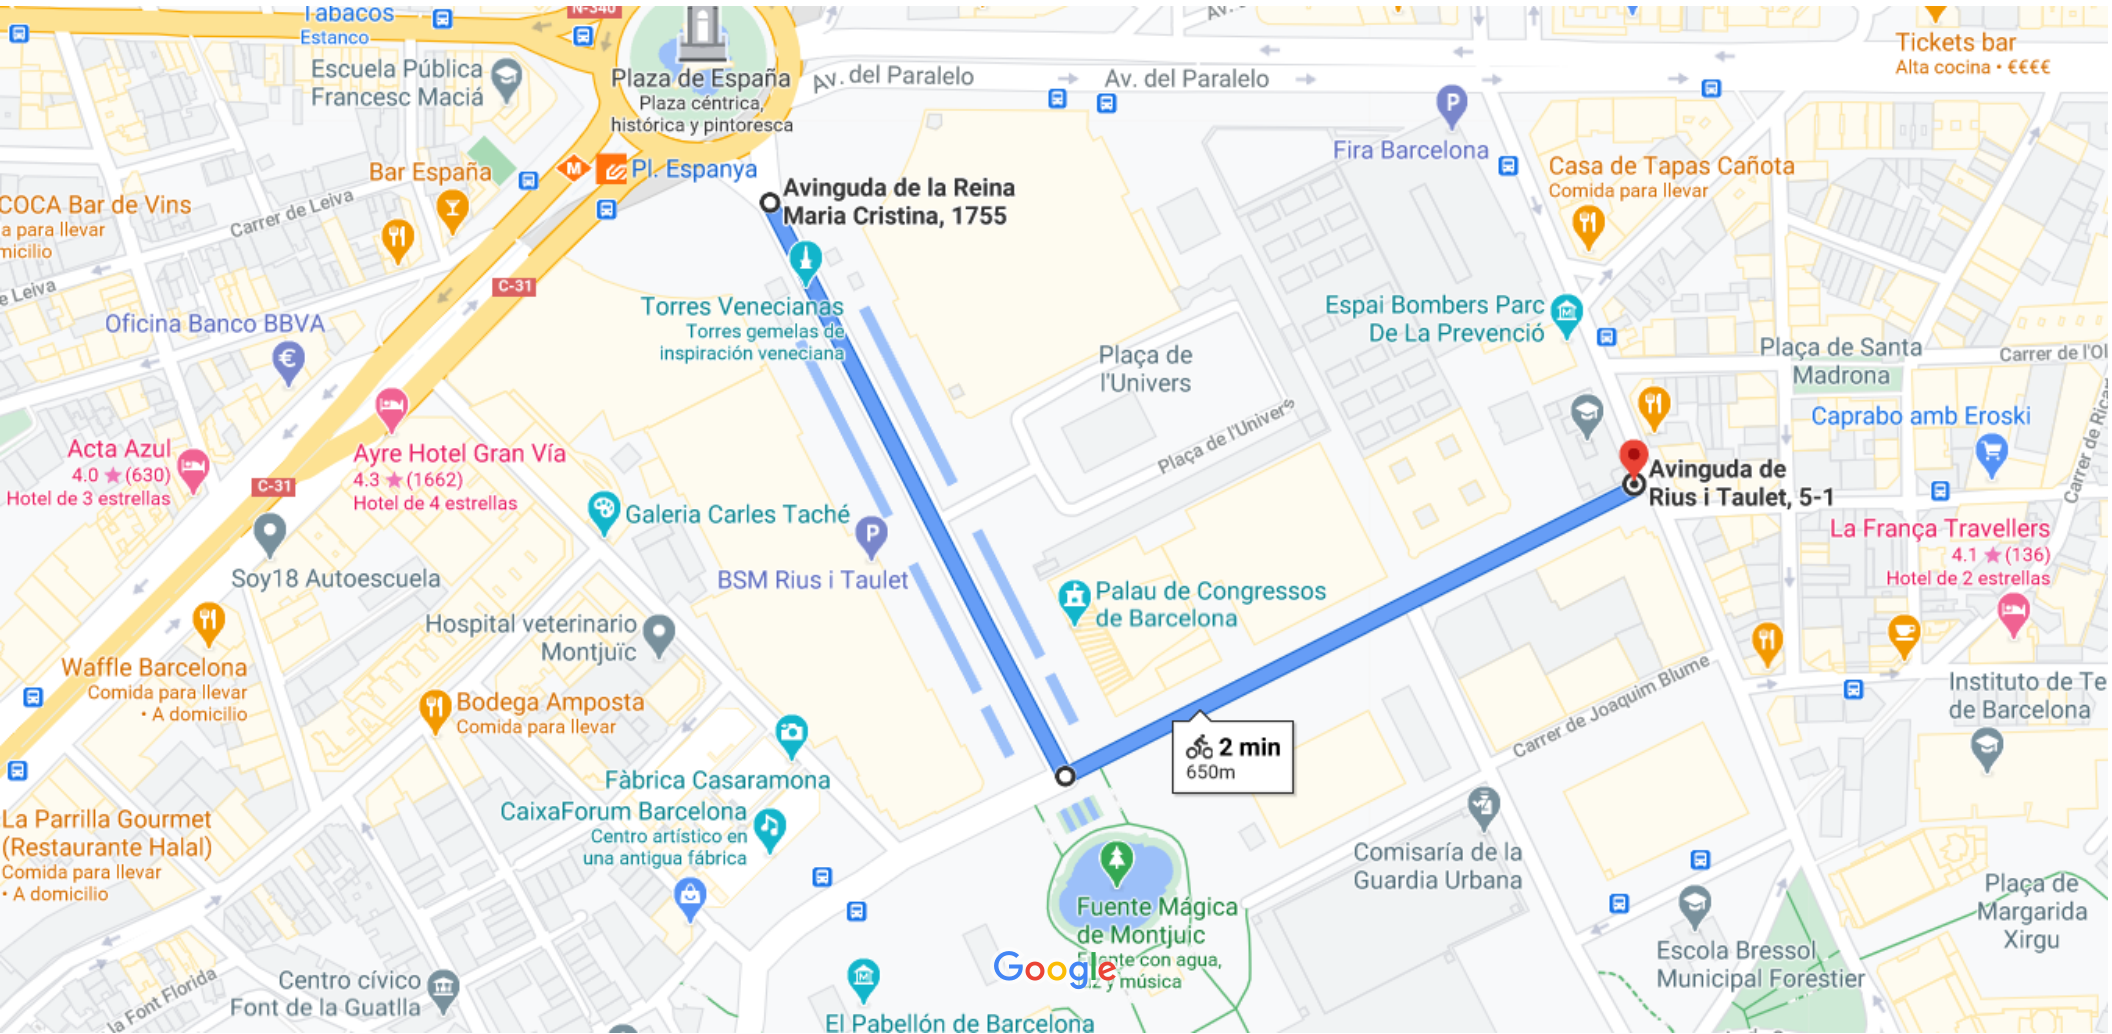 Tabacos
Estanco
N-340
Escuela Pública
Francesc Maciá
Plaza de España
Plaza céntrica,
histórica y pintoresca
Av. del Paralelo
Av. del Paralelo
Tickets bar
Alta cocina • €€€€
Fira Barcelona
Casa de Tapas Cañota
Comida para llevar
Bar España
Pl. Espanya
COCA Bar de Vins
a para llevar
Carrer de Leiva
e Leiva
Avinguda de la Reina
Maria Cristina, 1755
C-31
Oficina Banco BBVA
Torres Venecianas
Torres gemelas de
inspiración veneciana
Plaça de
l'Univers
Plaça de l'Univers
Espai Bombers Parc
De La Prevenció
Plaça de Santa
Madrona
Caprabo amb Eroski
Acta Azul
4.0 ★ (630)
Hotel de 3 estrellas
C-31
Ayre Hotel Gran Vía
4.3 ★ (1662)
Hotel de 4 estrellas
Galeria Carles Taché
BSM Rius i Taulet
Avinguda de
Rius i Taulet, 5-1
La França Travellers
4.1 ★ (136)
Hotel de 2 estrellas
Soy18 Autoescuela
Hospital veterinario
Montjuïc
Palau de Congressos
de Barcelona
Waffle Barcelona
Comida para llevar
• A domicilio
Bodega Amposta
Comida para llevar
Carrer de Joaquim Blume
Instituto de Te
de Barcelona
2 min
650m
Fàbrica Casaramona
CaixaForum Barcelona
Centro artístico en
una antigua fábrica
La Parrilla Gourmet
(Restaurante Halal)
Comida para llevar
• A domicilio
Comisaría de la
Guardia Urbana
Fuente Mágica
de Montjuic
Plaça de
Margarida
Xirgu
Escola Bressol
Municipal Forestier
Google
y música
Centro cívico
Font de la Guatlla
la Font Florida
El Pabellón de Barcelona